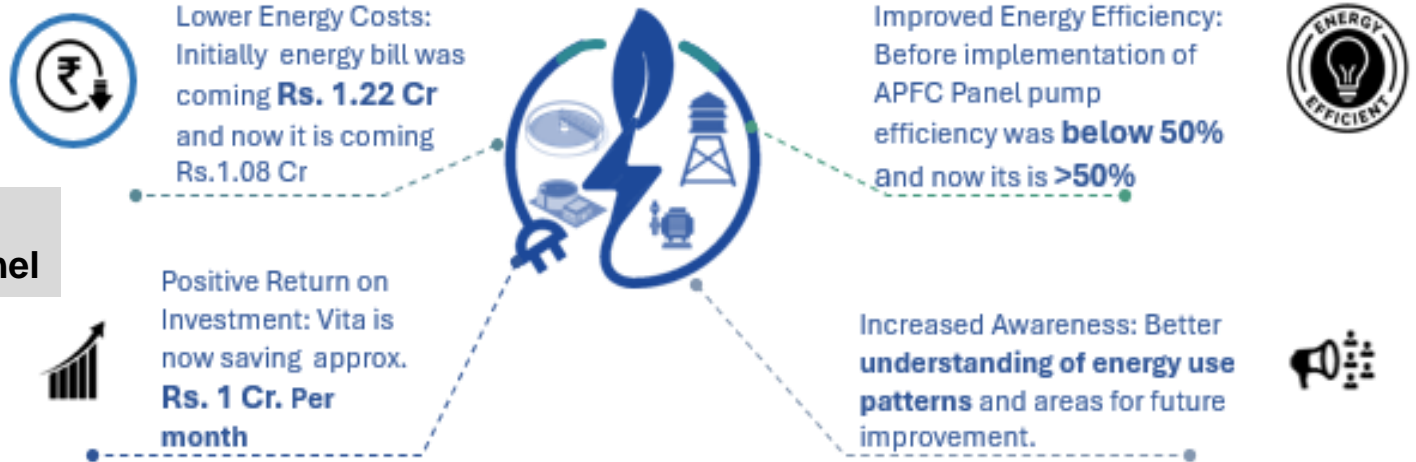 Lower Energy Costs:
Initially energy bill was
coming Rs. 1.22 Cr
and now it is coming
Rs.1.08 Cr
Improved Energy Efficiency:
Before implementation of
APFC Panel pump
efficiency was below 50%
and now its is >50%
ENERGY
EFFICIENT
₹
nel
Positive Return on
Investment: Vita is
now saving approx.
Rs. 1 Cr. Per
month
Increased Awareness: Better
understanding of energy use
patterns and areas for future
improvement.